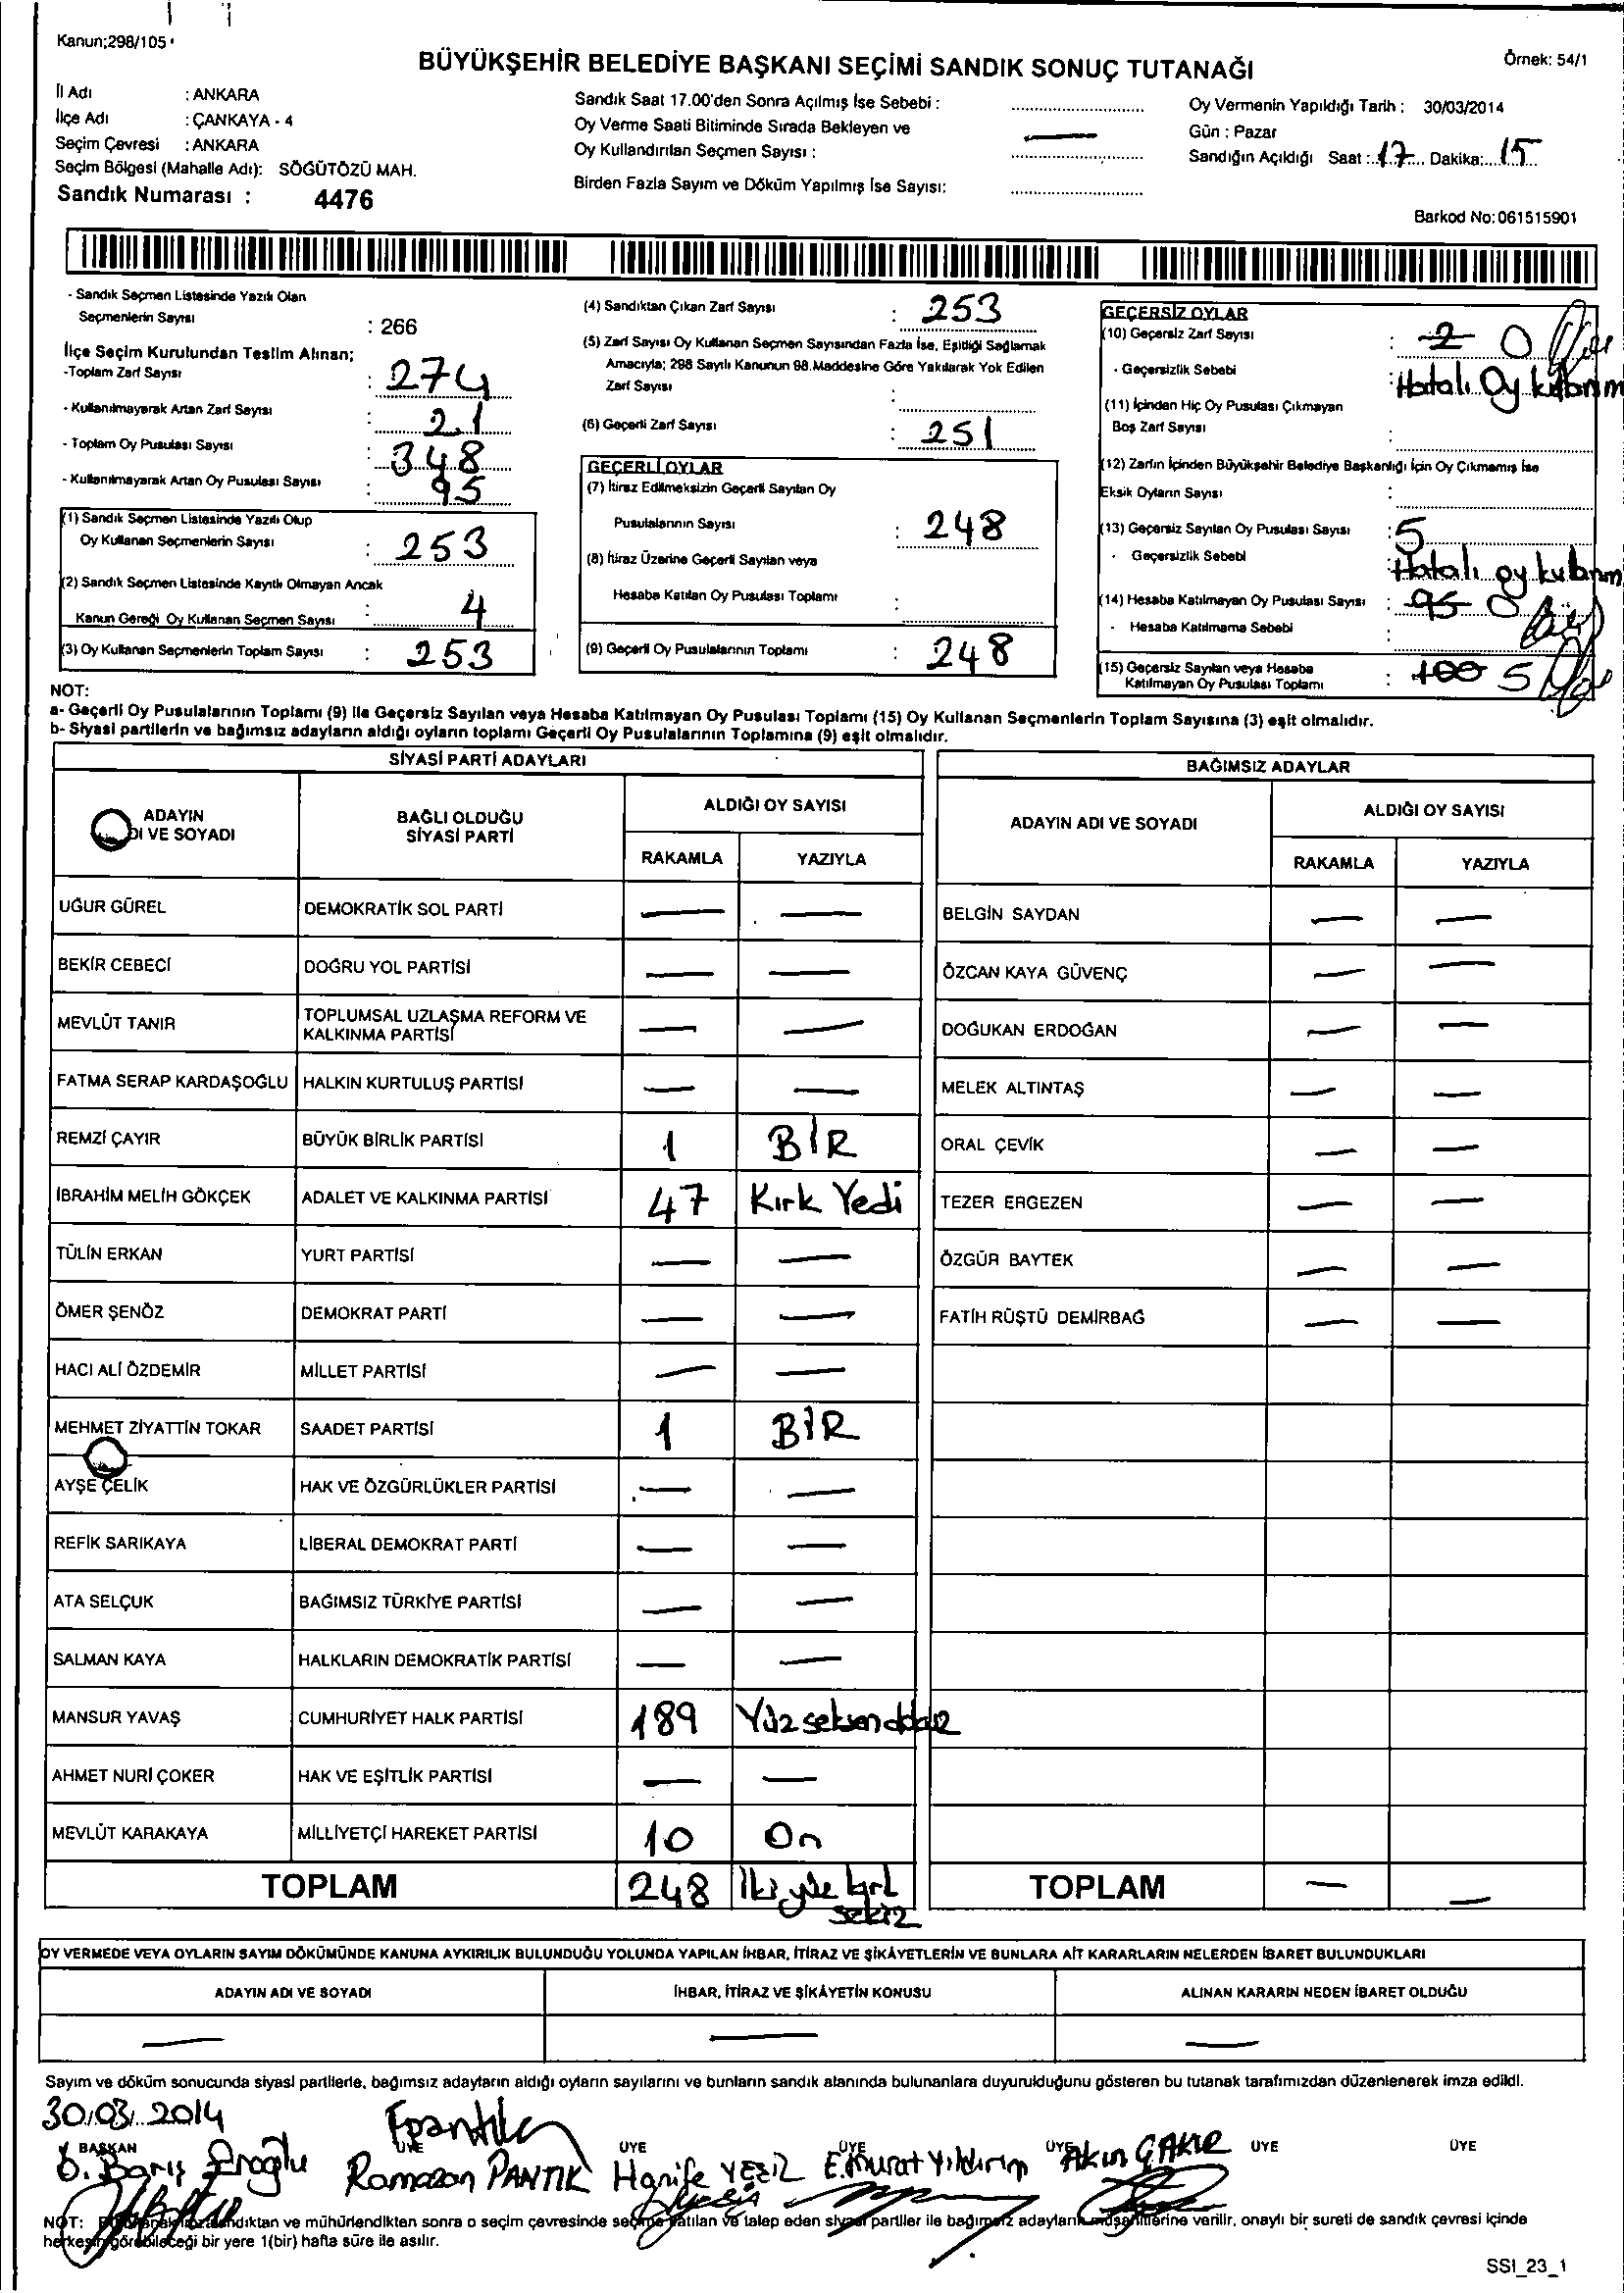 Kanun;298/105
BÜYÜKŞEHİR BELEDİYE BAŞKANI SEÇİMİ SANDIK SONUÇ TUTANAĞI
Örnek: 54/1
İl Adı : ANKARA
İlçe Adı : ÇANKAYA - 4
Seçim Çevresi : ANKARA
Seçim Bölgesi (Mahalle Adı): SÖĞÜTÖZÜ MAH.
Sandık Numarası : 4476
Sandık Saat 17.00'den Sonra Açılmış İse Sebebi :
Oy Verme Saati Bitiminde Sırada Bekleyen ve
Oy Kullandırılan Seçmen Sayısı : —
Birden Fazla Sayım ve Döküm Yapılmış İse Sayısı:
Oy Vermenin Yapıldığı Tarih : 30/03/2014
Gün : Pazar
Sandığın Açıldığı Saat : 17 Dakika: 15
Barkod No:061515901
- Sandık Seçmen Listesinde Yazılı Olan
Seçmenlerin Sayısı : 266
İlçe Seçim Kurulundan Teslim Alınan;
-Toplam Zarf Sayısı : 274
- Kullanılmayarak Artan Zarf Sayısı : 21
- Toplam Oy Pusulası Sayısı : 348
- Kullanılmayarak Artan Oy Pusulası Sayısı : 95
(1) Sandık Seçmen Listesinde Yazılı Olup
Oy Kullanan Seçmenlerin Sayısı : 253
(2) Sandık Seçmen Listesinde Kayıtlı Olmayan Ancak
Kanun Gereği Oy Kullanan Seçmen Sayısı : 4
(3) Oy Kullanan Seçmenlerin Toplam Sayısı : 253
(4) Sandıktan Çıkan Zarf Sayısı : 253
(5) Zarf Sayısı Oy Kullanan Seçmen Sayısından Fazla İse, Eşitliği Sağlamak
Amacıyla; 298 Sayılı Kanunun 98.Maddesine Göre Yakılarak Yok Edilen
Zarf Sayısı :
(6) Geçerli Zarf Sayısı : 251
GEÇERLİ OYLAR
(7) İtiraz Edilmeksizin Geçerli Sayılan Oy
Pusulalarının Sayısı : 248
(8) İtiraz Üzerine Geçerli Sayılan veya
Hesaba Katılan Oy Pusulası Toplamı :
(9) Geçerli Oy Pusulalarının Toplamı : 248
GEÇERSİZ OYLAR
(10) Geçersiz Zarf Sayısı : 2 0
- Geçersizlik Sebebi : Hatalı Oy kullanım
(11) İçinden Hiç Oy Pusulası Çıkmayan
Boş Zarf Sayısı :
(12) Zarfın İçinden Büyükşehir Belediye Başkanlığı İçin Oy Çıkmamış İse
Eksik Oyların Sayısı :
(13) Geçersiz Sayılan Oy Pusulası Sayısı : 5
- Geçersizlik Sebebi : Hatalı oy kullanım
(14) Hesaba Katılmayan Oy Pusulası Sayısı : 95 0
- Hesaba Katılmama Sebebi :
(15) Geçersiz Sayılan veya Hesaba
Katılmayan Oy Pusulası Toplamı : 100 5
NOT:
a- Geçerli Oy Pusulalarının Toplamı (9) ile Geçersiz Sayılan veya Hesaba Katılmayan Oy Pusulası Toplamı (15) Oy Kullanan Seçmenlerin Toplam Sayısına (3) eşit olmalıdır.
b- Siyasi partilerin ve bağımsız adayların aldığı oyların toplamı Geçerli Oy Pusulalarının Toplamına (9) eşit olmalıdır.
SİYASİ PARTİ ADAYLARI
ADAYIN
DI VE SOYADI
BAĞLI OLDUĞU
SİYASİ PARTİ
ALDIĞI OY SAYISI
RAKAMLA YAZIYLA
UĞUR GÜREL DEMOKRATİK SOL PARTİ — —
BEKİR CEBECİ DOĞRU YOL PARTİSİ — —
MEVLÜT TANIR TOPLUMSAL UZLAŞMA REFORM VE
KALKINMA PARTİSİ — —
FATMA SERAP KARDAŞOĞLU HALKIN KURTULUŞ PARTİSİ — —
REMZİ ÇAYIR BÜYÜK BİRLİK PARTİSİ 1 BİR
İBRAHİM MELİH GÖKÇEK ADALET VE KALKINMA PARTİSİ 47 Kırk Yedi
TÜLİN ERKAN YURT PARTİSİ — —
ÖMER ŞENÖZ DEMOKRAT PARTİ — —
HACI ALİ ÖZDEMİR MİLLET PARTİSİ — —
MEHMET ZİYATTİN TOKAR SAADET PARTİSİ 1 BİR
AYŞE ÇELİK HAK VE ÖZGÜRLÜKLER PARTİSİ — —
REFİK SARIKAYA LİBERAL DEMOKRAT PARTİ — —
ATA SELÇUK BAĞIMSIZ TÜRKİYE PARTİSİ — —
SALMAN KAYA HALKLARIN DEMOKRATİK PARTİSİ — —
MANSUR YAVAŞ CUMHURİYET HALK PARTİSİ 189 Yüz seksen dokuz
AHMET NURİ ÇOKER HAK VE EŞİTLİK PARTİSİ — —
MEVLÜT KARAKAYA MİLLİYETÇİ HAREKET PARTİSİ 10 On
TOPLAM 248 İki yüz kırk
sekiz
BAĞIMSIZ ADAYLAR
ADAYIN ADI VE SOYADI
ALDIĞI OY SAYISI
RAKAMLA YAZIYLA
BELGİN SAYDAN — —
ÖZCAN KAYA GÜVENÇ — —
DOĞUKAN ERDOĞAN — —
MELEK ALTINTAŞ — —
ORAL ÇEVİK — —
TEZER ERGEZEN — —
ÖZGÜR BAYTEK — —
FATİH RÜŞTÜ DEMİRBAĞ — —
TOPLAM — —
OY VERMEDE VEYA OYLARIN SAYIM DÖKÜMÜNDE KANUNA AYKIRILIK BULUNDUĞU YOLUNDA YAPILAN İHBAR, İTİRAZ VE ŞİKÂYETLERİN VE BUNLARA AİT KARARLARIN NELERDEN İBARET BULUNDUKLARI
ADAYIN ADI VE SOYADI İHBAR, İTİRAZ VE ŞİKÂYETİN KONUSU ALINAN KARARIN NEDEN İBARET OLDUĞU
— — —
Sayım ve döküm sonucunda siyasi partilerle, bağımsız adayların aldığı oyların sayılarını ve bunların sandık alanında bulunanlara duyurulduğunu gösteren bu tutanak tarafımızdan düzenlenerek imza edildi.
30.03.2014
BAŞKAN ÜYE ÜYE ÜYE ÜYE ÜYE ÜYE
B. Barış Eroğlu Ramazan PANTIK Hanife YEŞİL E.Murat Yıldırım Akın ÇAKIR
NOT: ndıktan ve mühürlendikten sonra o seçim çevresinde seçime katılan ve talep eden siyasi partiler ile bağımsız adayların müşahitlerine verilir, onaylı bir sureti de sandık çevresi içinde
herkesin görebileceği bir yere 1(bir) hafta süre ile asılır.
SSI_23_1